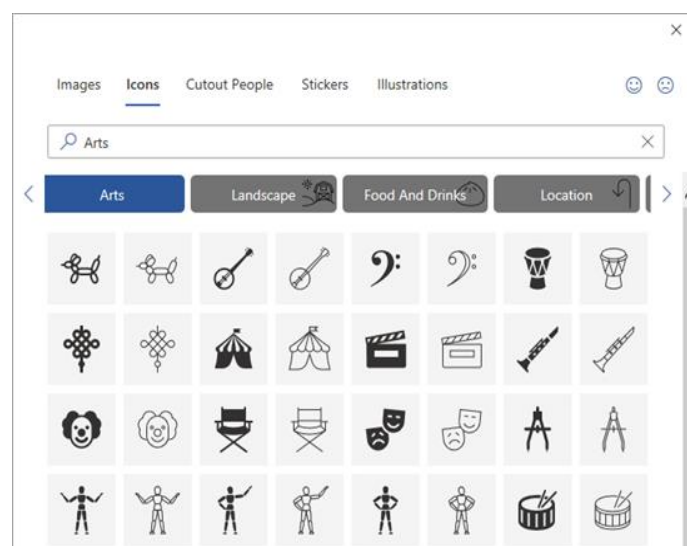 Images Icons Cutout People Stickers Illustrations
Arts
Arts Landscape Food And Drinks Location